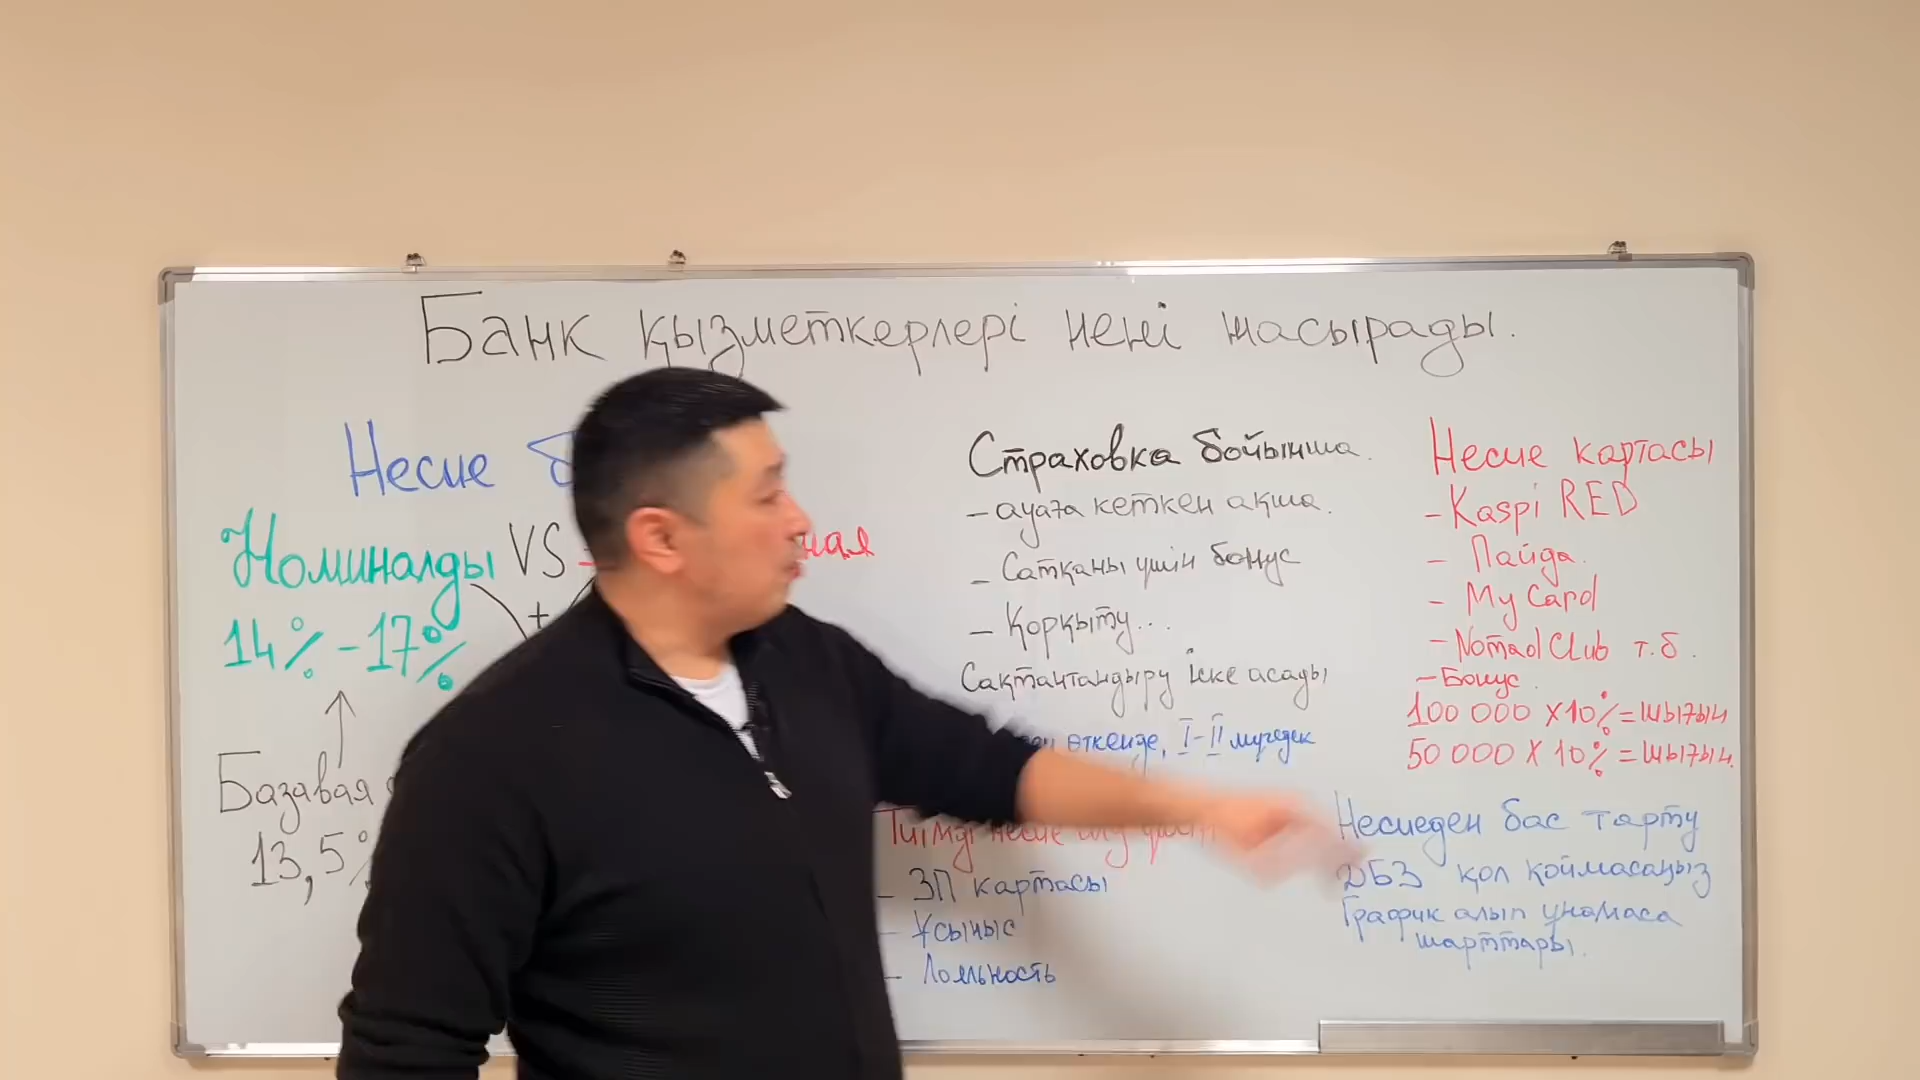 Банк қызметкерлері нені жасырады.
Несие б
Номиналды VS ная
14% - 17%
+
Базавая
13,5%
Страховка бойынша.
- ауаға кеткен ақша.
- Сатқаны үшін бонус
- Қорқыту...
Сақтандыру іске асады
өткенде, I-II мүгедек
Тиімді несие алу үшін
- ЗП картасы
- Ұсыныс
- Лояльность
Несие картасы
- Kaspi RED
- Пайда.
- My Card
- Nomad Club т.б.
- Бонус.
100 000 x 10% = шығын
50 000 x 10% = шығын.
Несиеден бас тарту
ДБЗ қол қоймасаңыз
График алып ұнамаса
шарттары.